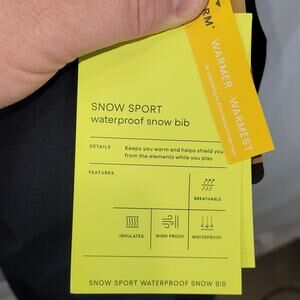 RM
WARMER WARMEST
SNOW SPORT
waterproof snow bib
DETAILS Keeps you warm and helps shield you
from the elements while you play.
FEATURES
BREATHABLE
INSULATED WIND PROOF WATERPROOF
SNOW SPORT WATERPROOF SNOW BIB